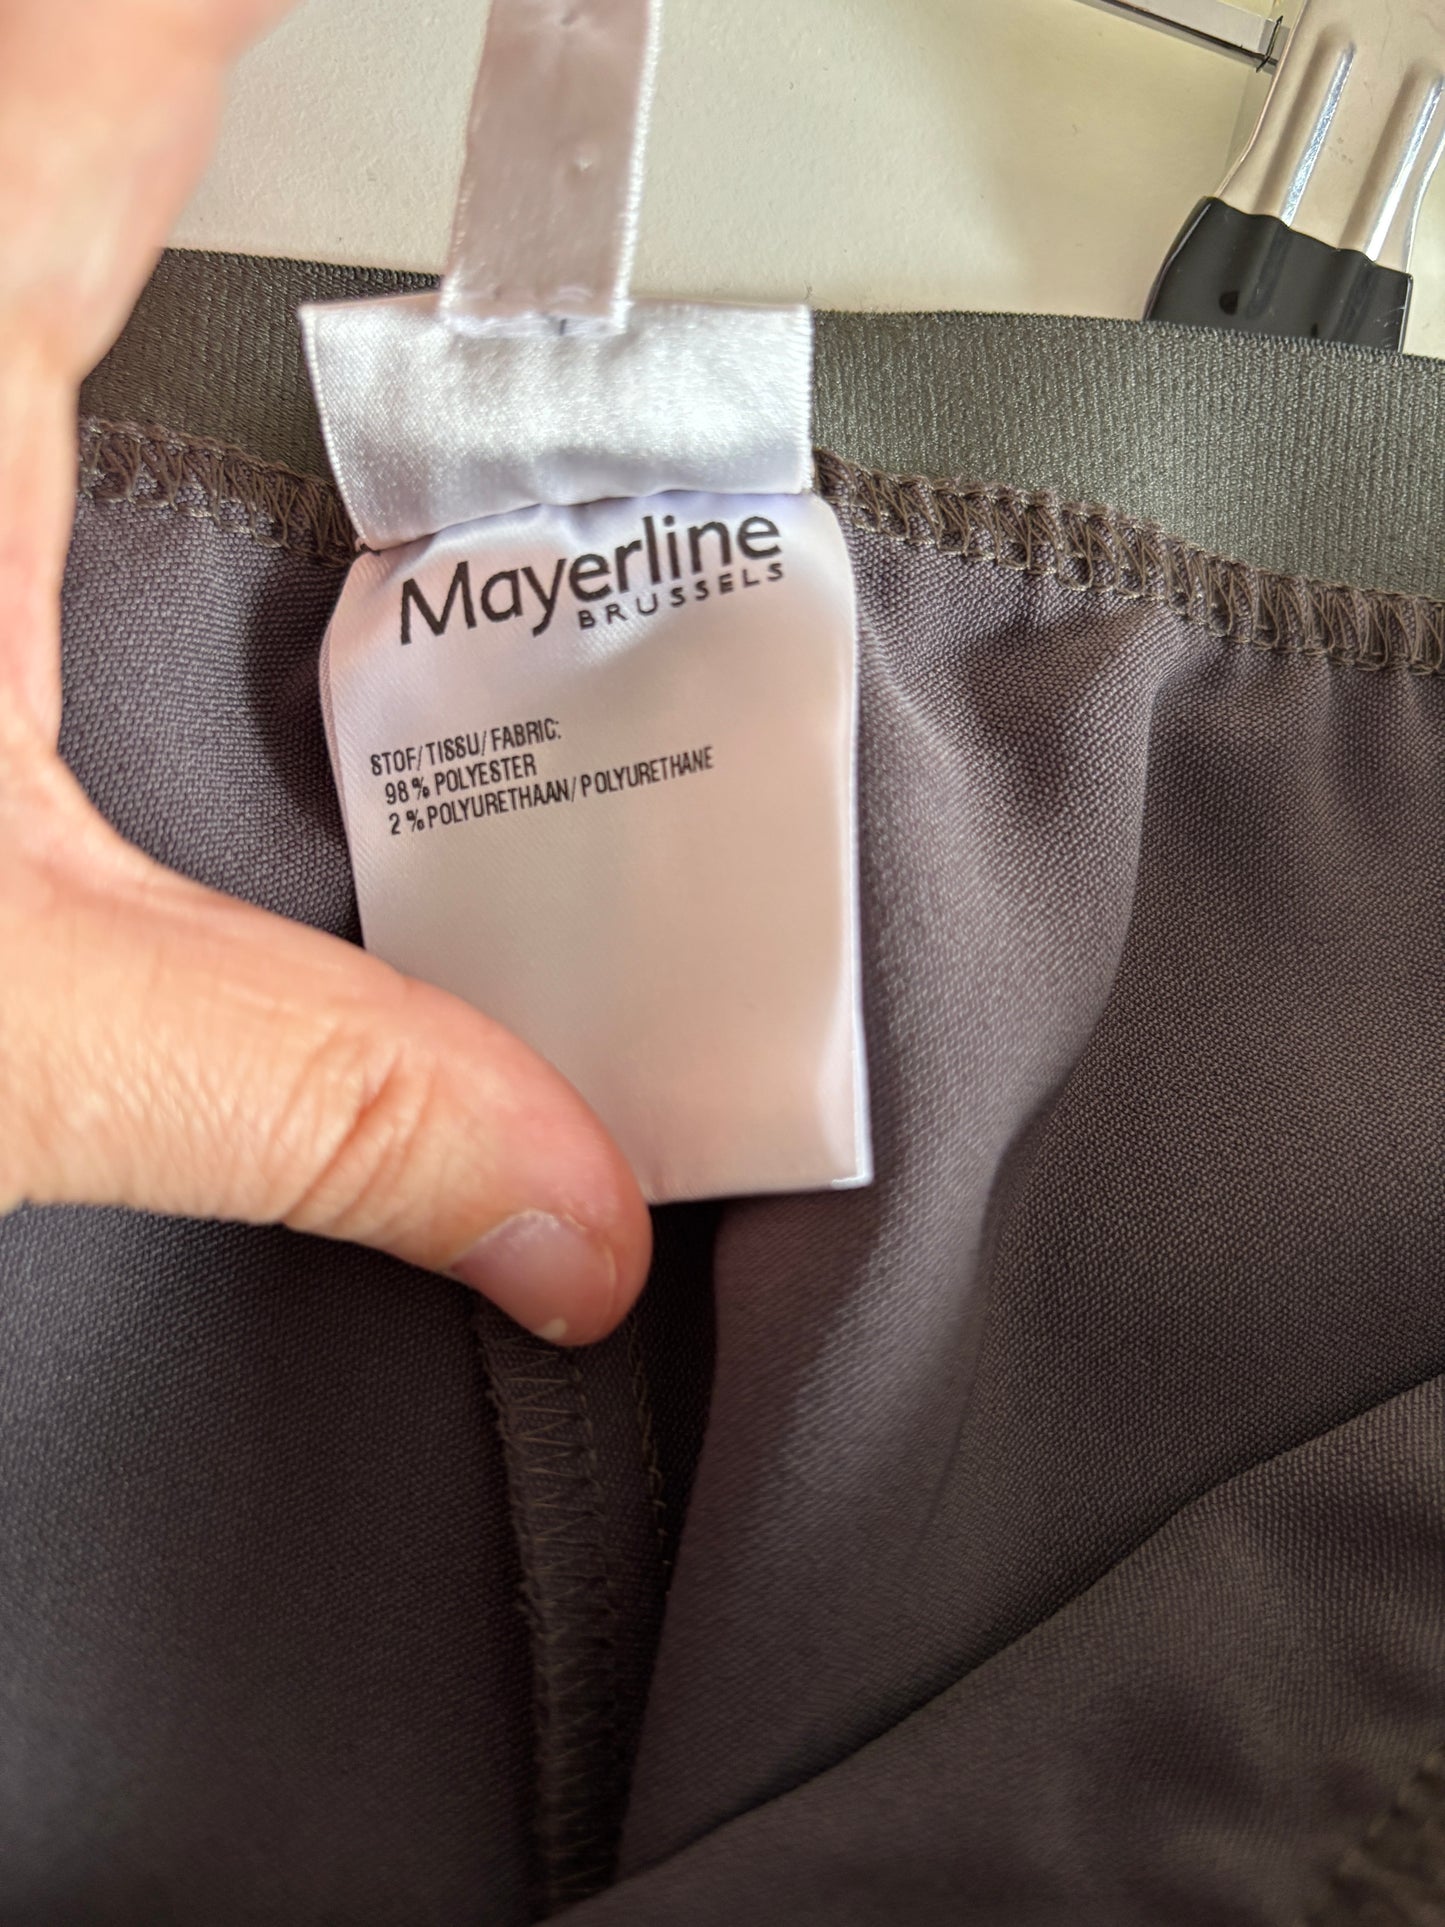 Mayerline
BRUSSELS
STOF/TISSU/FABRIC:
98% POLYESTER
2% POLYURETHAAN/POLYURETHANE